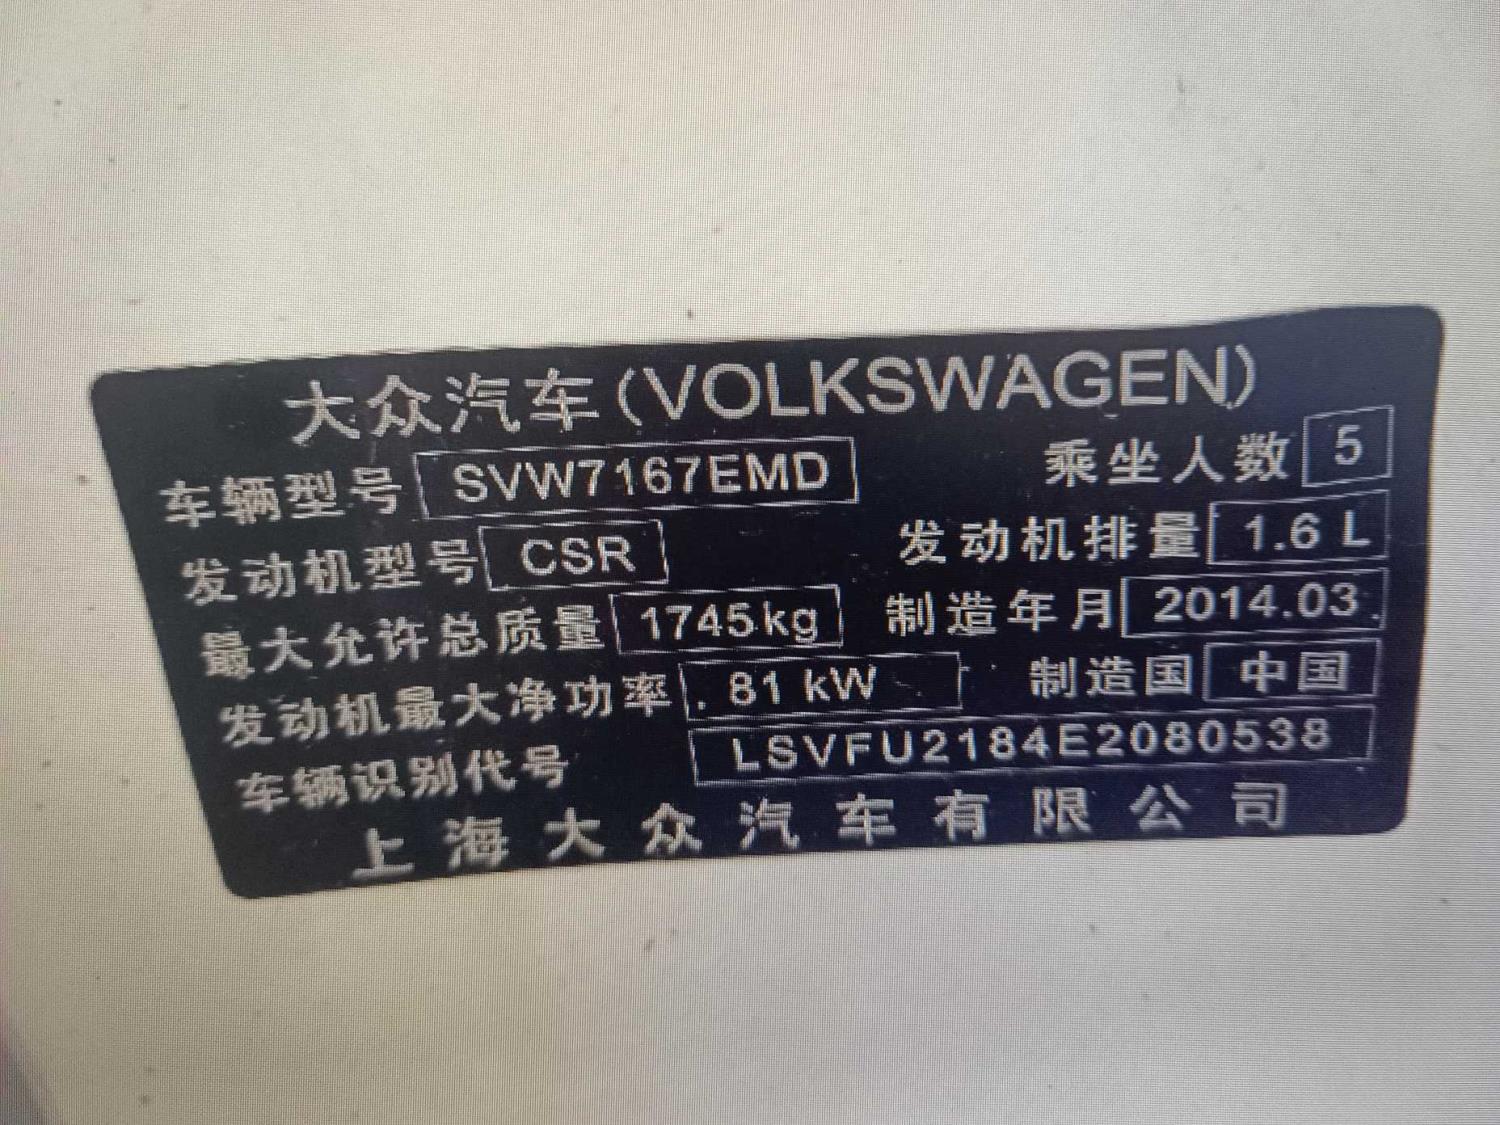 大众汽车(VOLKSWAGEN)
车辆型号 SVW7167EMD 乘坐人数 5
发动机型号 CSR 发动机排量 1.6 L
最大允许总质量 1745kg 制造年月 2014.03
发动机最大净功率 81 kW 制造国 中国
车辆识别代号 LSVFU2184E2080538
上海大众汽车有限公司